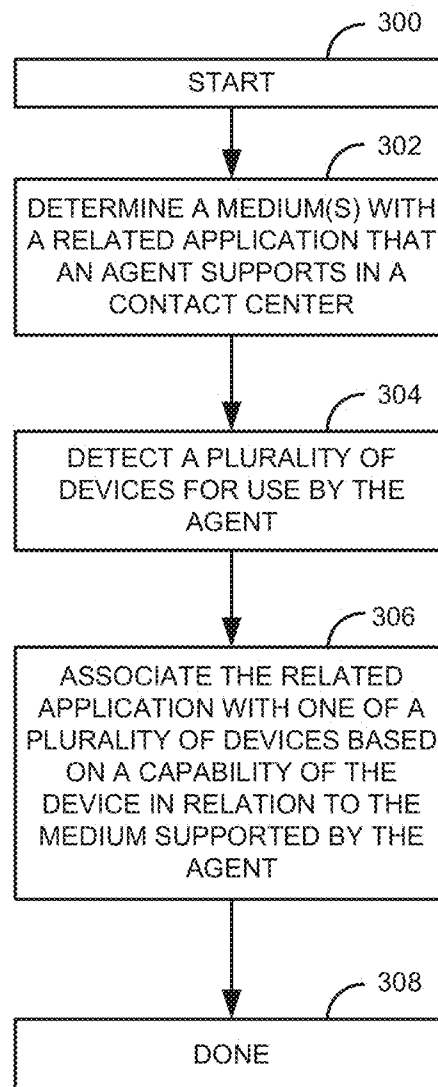 300
START
302
DETERMINE A MEDIUM(S) WITH
A RELATED APPLICATION THAT
AN AGENT SUPPORTS IN A
CONTACT CENTER
304
DETECT A PLURALITY OF
DEVICES FOR USE BY THE
AGENT
306
ASSOCIATE THE RELATED
APPLICATION WITH ONE OF A
PLURALITY OF DEVICES BASED
ON A CAPABILITY OF THE
DEVICE IN RELATION TO THE
MEDIUM SUPPORTED BY THE
AGENT
308
DONE